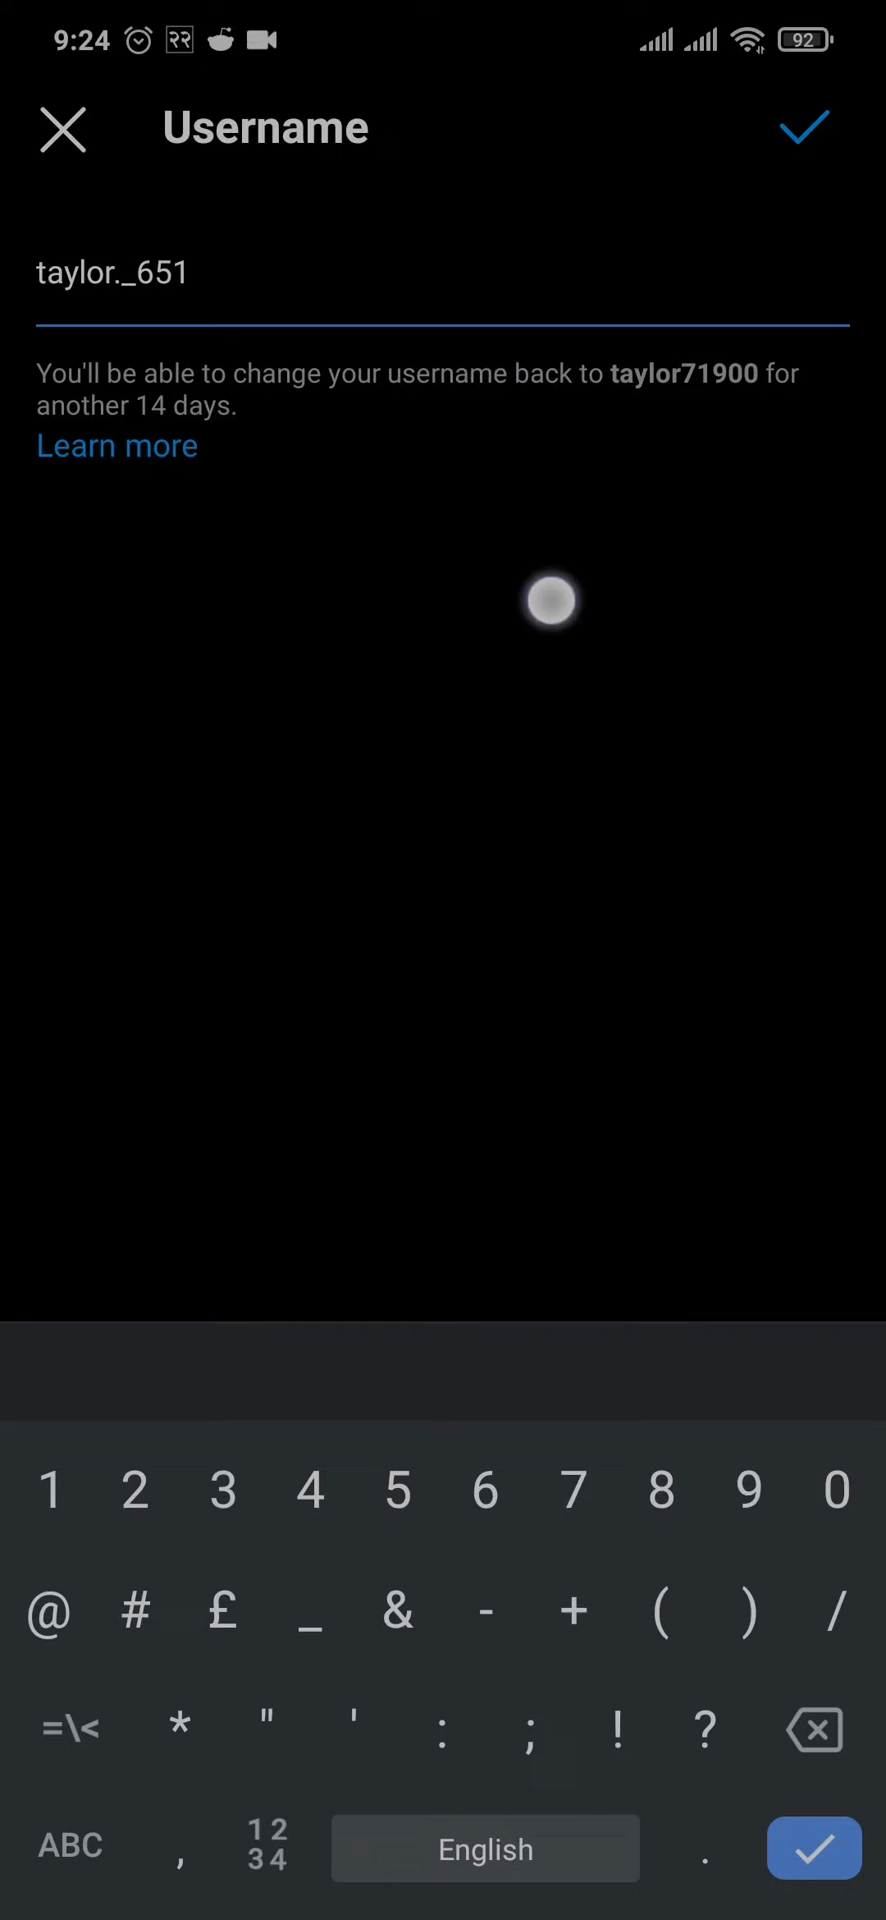 9:24 २२ 92
Username
taylor._651
You'll be able to change your username back to taylor71900 for
another 14 days.
Learn more
1 2 3 4 5 6 7 8 9 0
@ # £ _ & - + ( ) /
=\< * " ' : ; ! ?
ABC , 12 34 English .